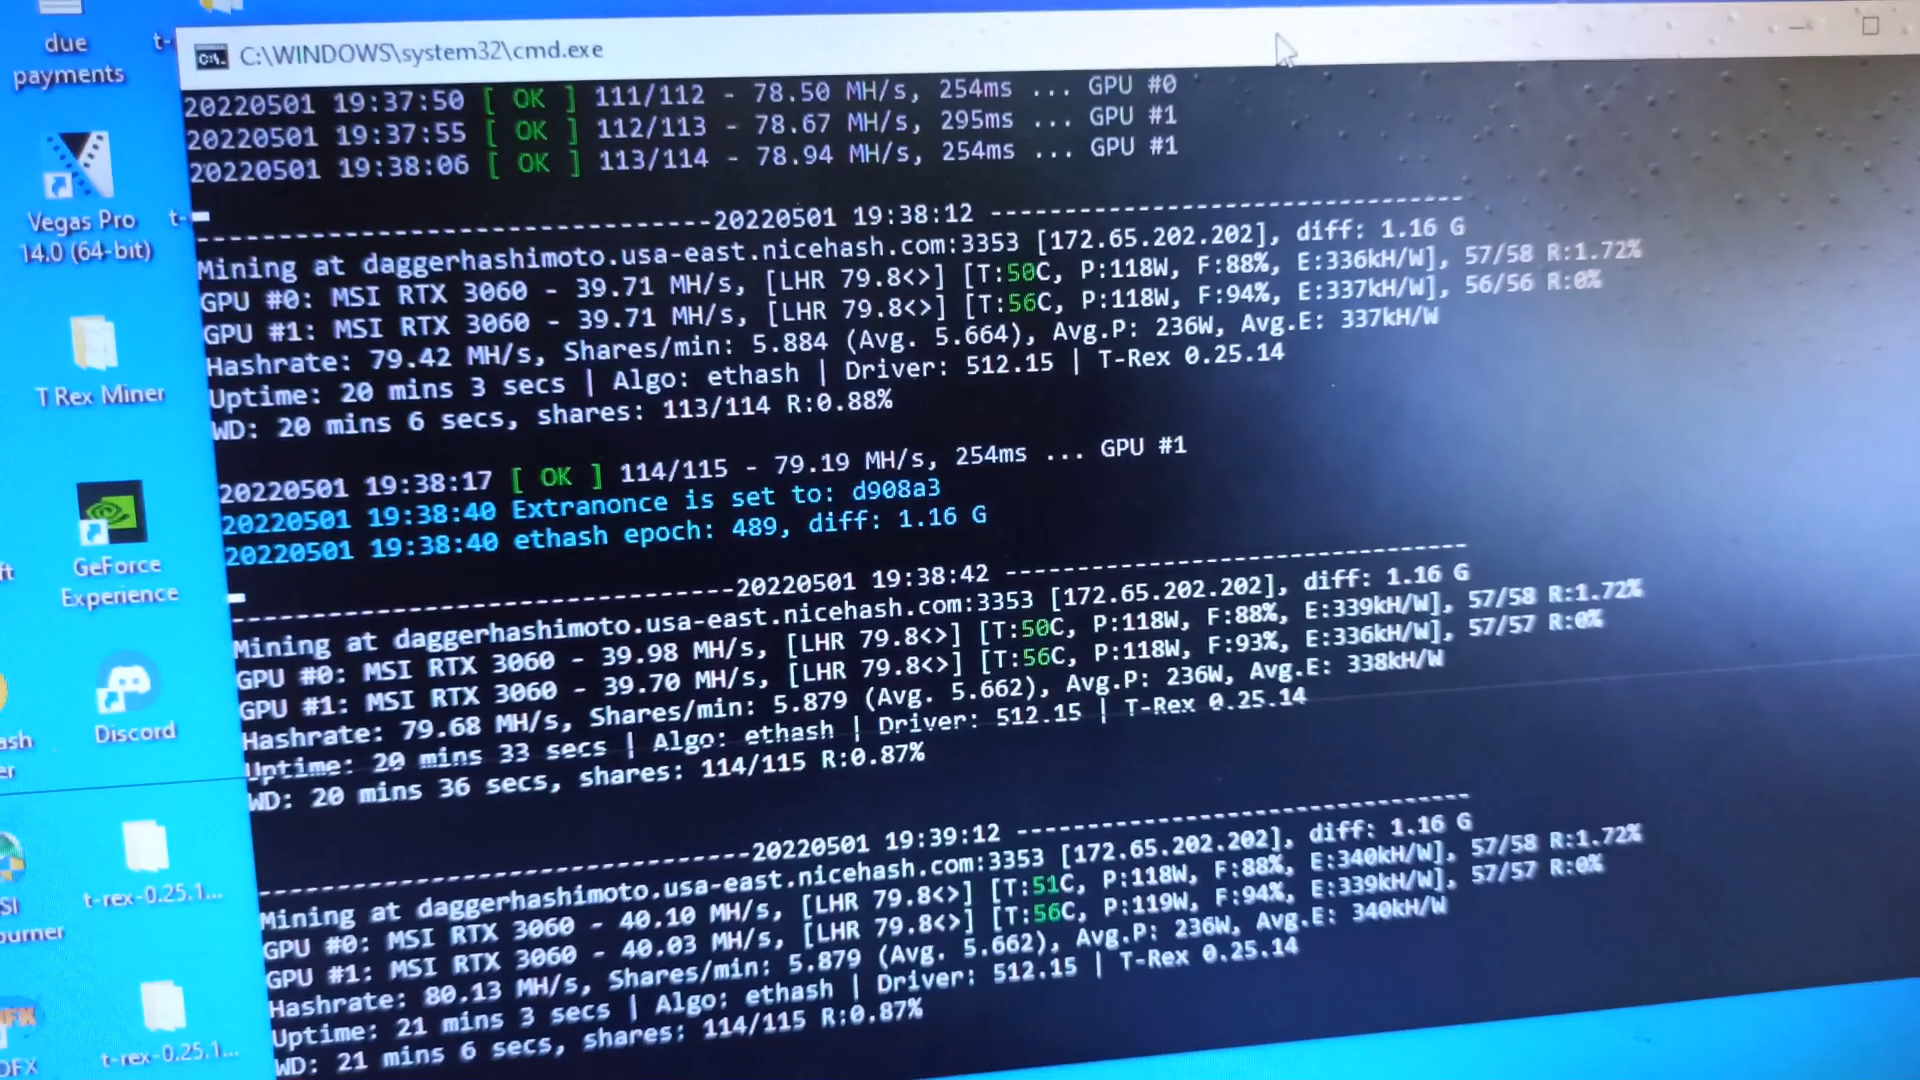 due
payments
t-
C:\WINDOWS\system32\cmd.exe
20220501 19:37:50 [ OK ] 111/112 - 78.50 MH/s, 254ms ... GPU #0
20220501 19:37:55 [ OK ] 112/113 - 78.67 MH/s, 295ms ... GPU #1
20220501 19:38:06 [ OK ] 113/114 - 78.94 MH/s, 254ms ... GPU #1
Vegas Pro
14.0 (64-bit)
t-
-----------------------------------20220501 19:38:12 --------------------------------------
Mining at daggerhashimoto.usa-east.nicehash.com:3353 [172.65.202.202], diff: 1.16 G
GPU #0: MSI RTX 3060 - 39.71 MH/s, [LHR 79.8<>] [T:50C, P:118W, F:88%, E:336kH/W], 57/58 R:1.72%
GPU #1: MSI RTX 3060 - 39.71 MH/s, [LHR 79.8<>] [T:56C, P:118W, F:94%, E:337kH/W], 56/56 R:0%
Hashrate: 79.42 MH/s, Shares/min: 5.884 (Avg. 5.664), Avg.P: 236W, Avg.E: 337kH/W
Uptime: 20 mins 3 secs | Algo: ethash | Driver: 512.15 | T-Rex 0.25.14
WD: 20 mins 6 secs, shares: 113/114 R:0.88%
T Rex Miner
20220501 19:38:17 [ OK ] 114/115 - 79.19 MH/s, 254ms ... GPU #1
20220501 19:38:40 Extranonce is set to: d908a3
20220501 19:38:40 ethash epoch: 489, diff: 1.16 G
GeForce
Experience
-----------------------------------20220501 19:38:42 --------------------------------------
Mining at daggerhashimoto.usa-east.nicehash.com:3353 [172.65.202.202], diff: 1.16 G
GPU #0: MSI RTX 3060 - 39.98 MH/s, [LHR 79.8<>] [T:50C, P:118W, F:88%, E:339kH/W], 57/58 R:1.72%
GPU #1: MSI RTX 3060 - 39.70 MH/s, [LHR 79.8<>] [T:56C, P:118W, F:93%, E:336kH/W], 57/57 R:0%
Hashrate: 79.68 MH/s, Shares/min: 5.879 (Avg. 5.662), Avg.P: 236W, Avg.E: 338kH/W
Uptime: 20 mins 33 secs | Algo: ethash | Driver: 512.15 | T-Rex 0.25.14
WD: 20 mins 36 secs, shares: 114/115 R:0.87%
Discord
-----------------------------------20220501 19:39:12 --------------------------------------
Mining at daggerhashimoto.usa-east.nicehash.com:3353 [172.65.202.202], diff: 1.16 G
GPU #0: MSI RTX 3060 - 40.10 MH/s, [LHR 79.8<>] [T:51C, P:118W, F:88%, E:340kH/W], 57/58 R:1.72%
GPU #1: MSI RTX 3060 - 40.03 MH/s, [LHR 79.8<>] [T:56C, P:119W, F:94%, E:339kH/W], 57/57 R:0%
Hashrate: 80.13 MH/s, Shares/min: 5.879 (Avg. 5.662), Avg.P: 236W, Avg.E: 340kH/W
Uptime: 21 mins 3 secs | Algo: ethash | Driver: 512.15 | T-Rex 0.25.14
WD: 21 mins 6 secs, shares: 114/115 R:0.87%
t-rex-0.25.1...
t-rex-0.25.1...